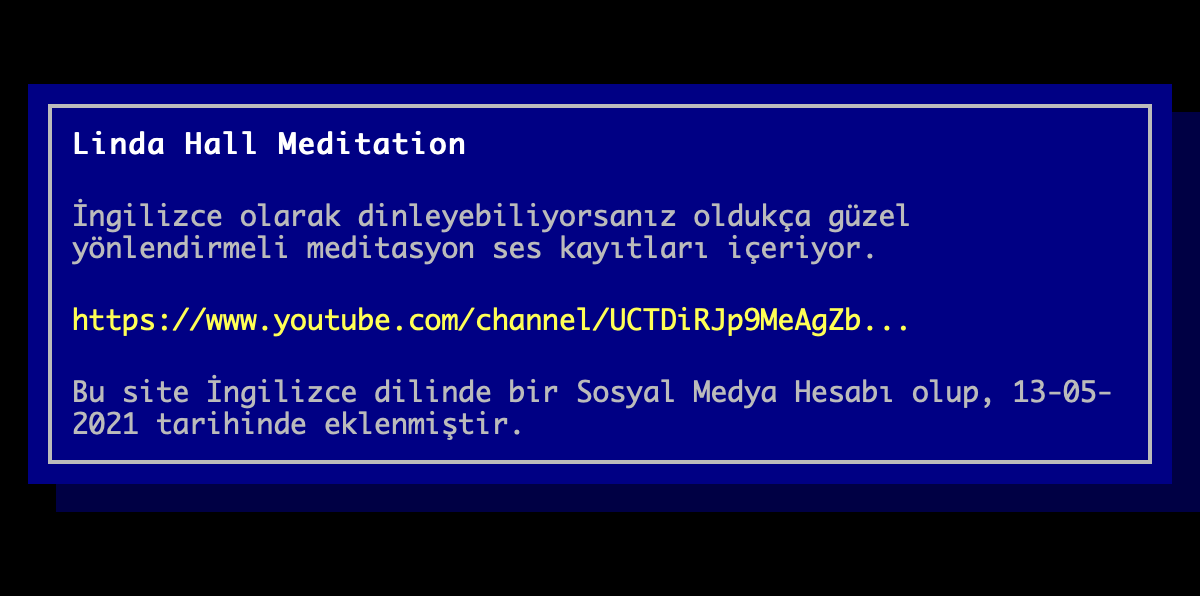 Linda Hall Meditation
İngilizce olarak dinleyebiliyorsanız oldukça güzel
yönlendirmeli meditasyon ses kayıtları içeriyor.
https://www.youtube.com/channel/UCTDiRJp9MeAgZb...
Bu site İngilizce dilinde bir Sosyal Medya Hesabı olup, 13-05-
2021 tarihinde eklenmiştir.